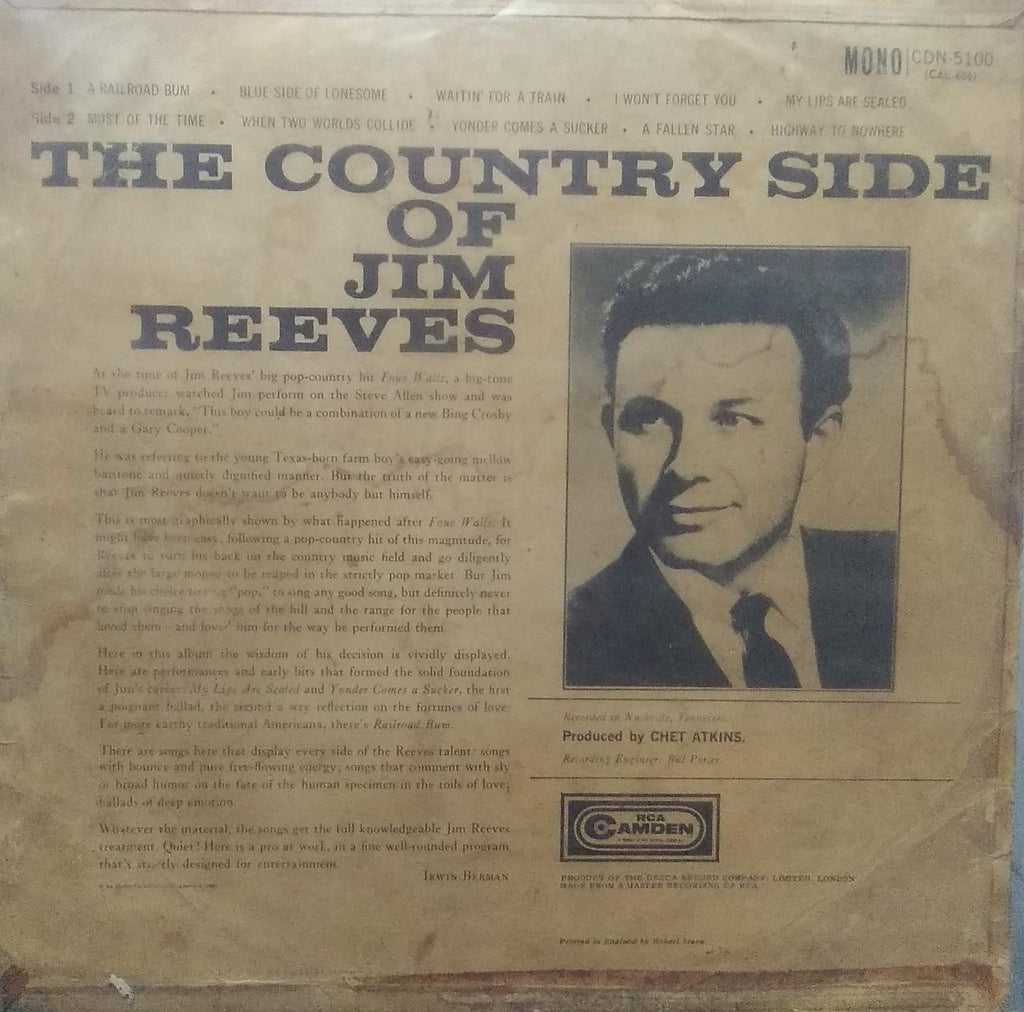 MONO CDN-5100
(CAL-686)
Side 1 A RAILROAD BUM • BLUE SIDE OF LONESOME • WAITIN' FOR A TRAIN • I WON'T FORGET YOU • MY LIPS ARE SEALED
Side 2 MOST OF THE TIME • WHEN TWO WORLDS COLLIDE • YONDER COMES A SUCKER • A FALLEN STAR • HIGHWAY TO NOWHERE
THE COUNTRY SIDE
OF
JIM
REEVES
At the time of Jim Reeves' big pop-country hit Four Walls, a big-time
TV producer watched Jim perform on the Steve Allen show and was
heard to remark, "This boy could be a combination of a new Bing Crosby
and a Gary Cooper."
He was referring to the young Texas-born farm boy's easy-going mellow
baritone and quietly dignified manner. But the truth of the matter is
that Jim Reeves doesn't want to be anybody but himself.
This is most graphically shown by what happened after Four Walls. It
might have been easy, following a pop-country hit of this magnitude, for
Reeves to turn his back on the country music field and go diligently
after the large money to be reaped in the strictly pop market. But Jim
made his choice to "pop," to sing any good song, but definitely never
to stop singing the songs of the hill and the range for the people that
loved them—and loved him for the way he performed them.
Here in this album the wisdom of his decision is vividly displayed.
Here are performances and early hits that formed the solid foundation
of Jim's career: My Lips Are Sealed and Yonder Comes a Sucker, the first
a poignant ballad, the second a wry reflection on the fortunes of love.
For more earthy traditional Americana, there's Railroad Bum.
There are songs here that display every side of the Reeves talent: songs
with bounce and pure free-flowing energy; songs that comment with sly
or broad humor on the fate of the human specimen in the toils of love;
ballads of deep emotion.
Whatever the material, the songs get the full knowledgeable Jim Reeves
treatment. Quiet! Here is a pro at work, in a fine well-rounded program
that's strictly designed for entertainment.
IRWIN BERMAN
Recorded in Nashville, Tennessee.
Produced by CHET ATKINS.
Recording Engineer: Bill Porter.
RCA
CAMDEN
PRODUCT OF THE DECCA RECORD COMPANY, LIMITED, LONDON
MADE FROM A MASTER RECORDING OF RCA
Printed in England by Robert Stace.